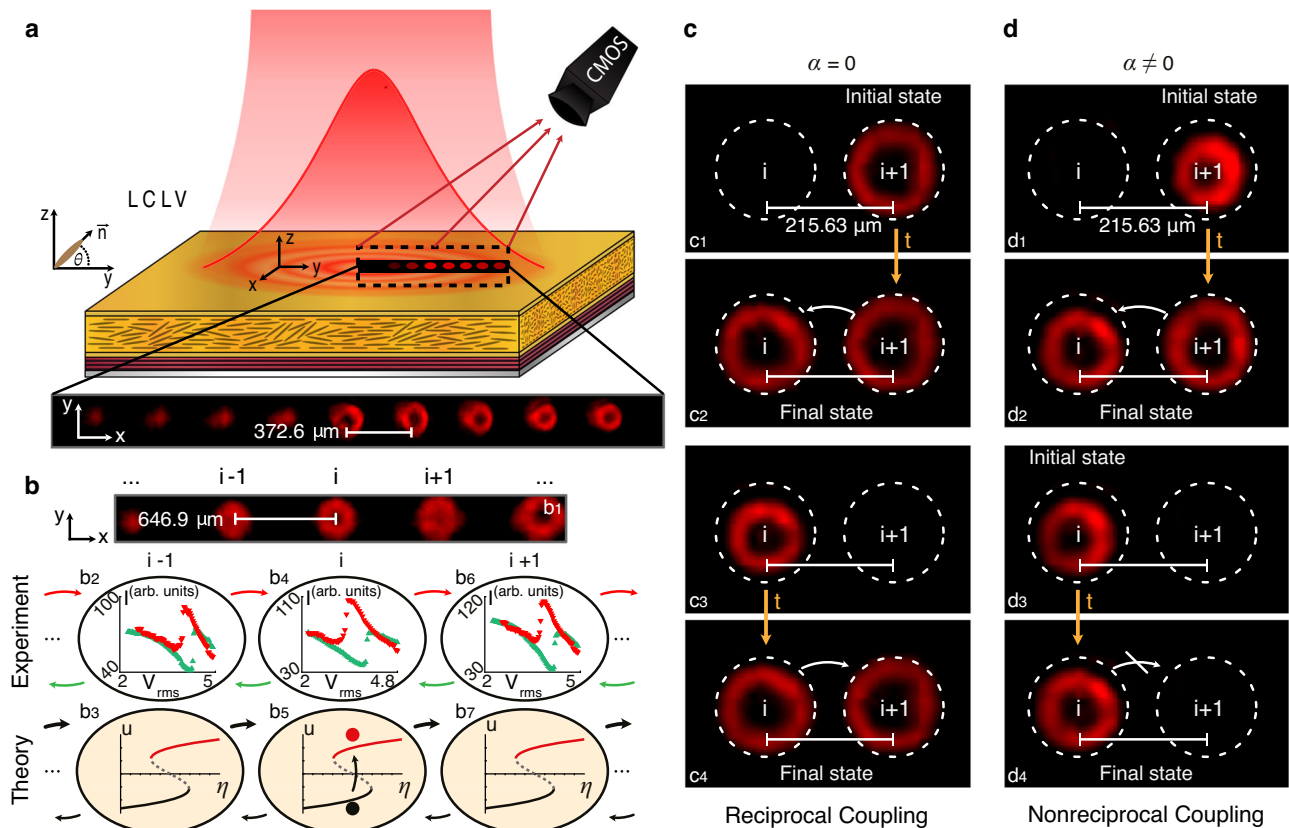 a
CMOS
LCLV
z
n
θ
y
z
y
x
y
x
372.6 μm
b
... i -1 i i+1 ...
y
x
646.9 μm
b1
i -1 i i +1
Experiment
b2
I (arb. units)
100
40
2 Vrms 5
b4
I (arb. units)
110
30
2 Vrms 4.8
b6
I (arb. units)
120
30
2 Vrms 5
... ...
Theory
b3
u
η
b5
u
η
b7
u
η
... ...
c
α = 0
Initial state
i i+1
215.63 μm
c1
t
i i+1
c2 Final state
i i+1
c3
t
i i+1
c4 Final state
Reciprocal Coupling
d
α ≠ 0
Initial state
i i+1
215.63 μm
d1
t
i i+1
d2 Final state
Initial state
i i+1
d3
t
i i+1
d4 Final state
Nonreciprocal Coupling